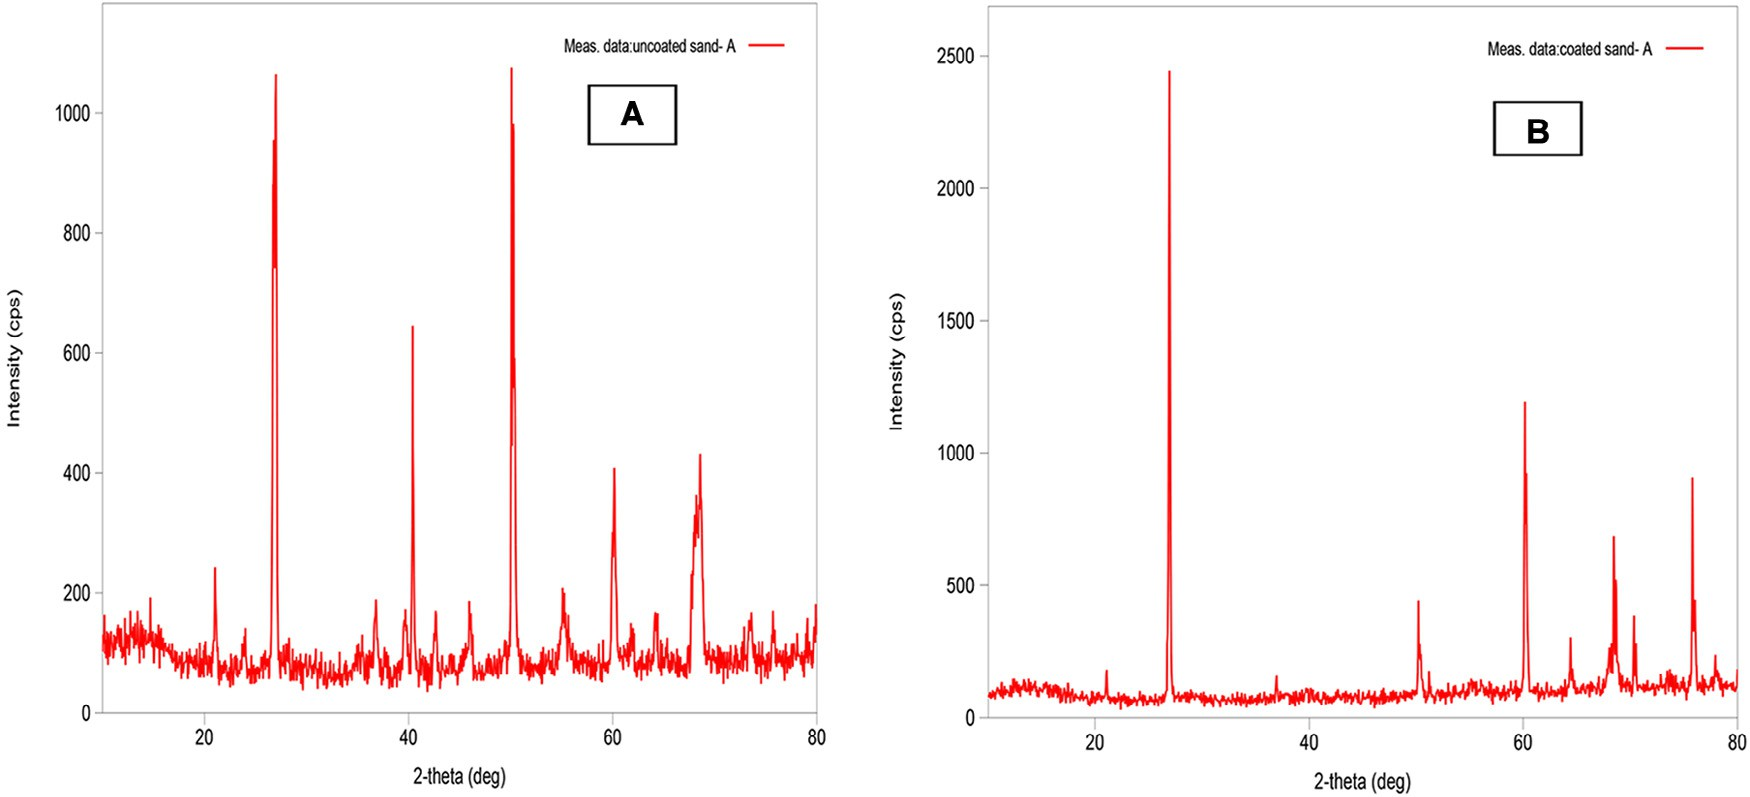 Meas. data:uncoated sand- A
A
1000
800
600
400
200
0
20 40 60 80
2-theta (deg)
Intensity (cps)
Meas. data:coated sand- A
B
2500
2000
1500
1000
500
0
20 40 60 80
2-theta (deg)
Intensity (cps)